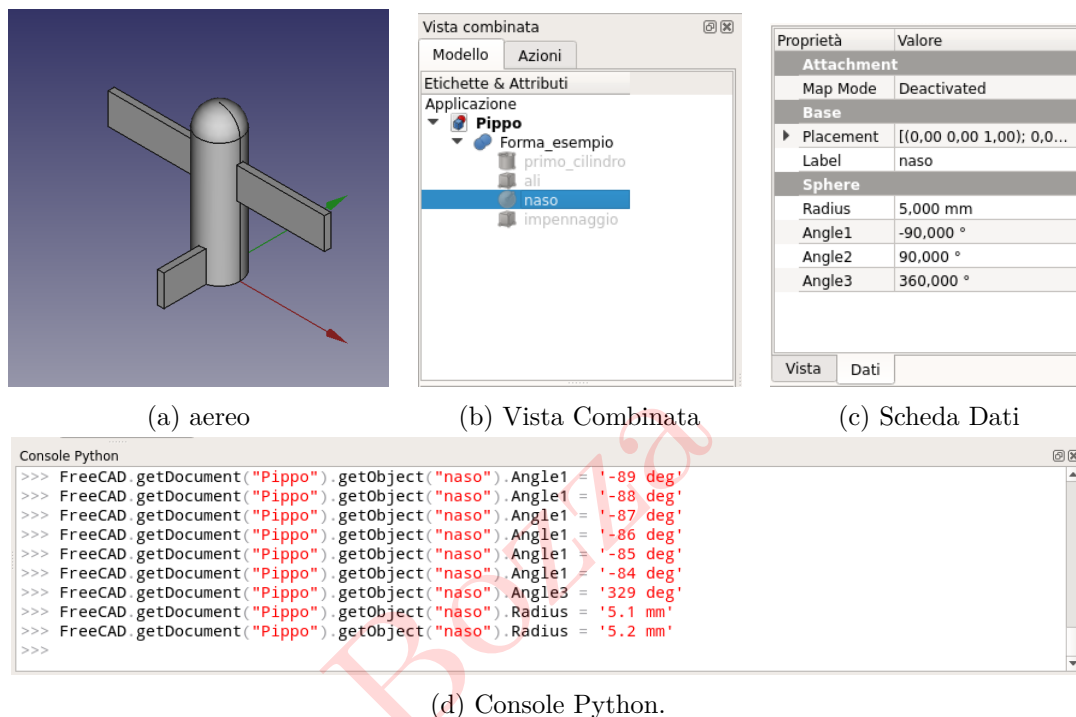 Vista combinata
Modello Azioni
Etichette & Attributi
Applicazione
Pippo
Forma_esempio
primo_cilindro
ali
naso
impennaggio
Proprietà Valore
Attachment
Map Mode Deactivated
Base
Placement [(0,00 0,00 1,00); 0,0...
Label naso
Sphere
Radius 5,000 mm
Angle1 -90,000 °
Angle2 90,000 °
Angle3 360,000 °
Vista Dati
(a) aereo
(b) Vista Combinata
(c) Scheda Dati
Console Python
>>> FreeCAD.getDocument("Pippo").getObject("naso").Angle1 = '-89 deg'
>>> FreeCAD.getDocument("Pippo").getObject("naso").Angle1 = '-88 deg'
>>> FreeCAD.getDocument("Pippo").getObject("naso").Angle1 = '-87 deg'
>>> FreeCAD.getDocument("Pippo").getObject("naso").Angle1 = '-86 deg'
>>> FreeCAD.getDocument("Pippo").getObject("naso").Angle1 = '-85 deg'
>>> FreeCAD.getDocument("Pippo").getObject("naso").Angle1 = '-84 deg'
>>> FreeCAD.getDocument("Pippo").getObject("naso").Angle3 = '329 deg'
>>> FreeCAD.getDocument("Pippo").getObject("naso").Radius = '5.1 mm'
>>> FreeCAD.getDocument("Pippo").getObject("naso").Radius = '5.2 mm'
>>>
(d) Console Python.
Bozza